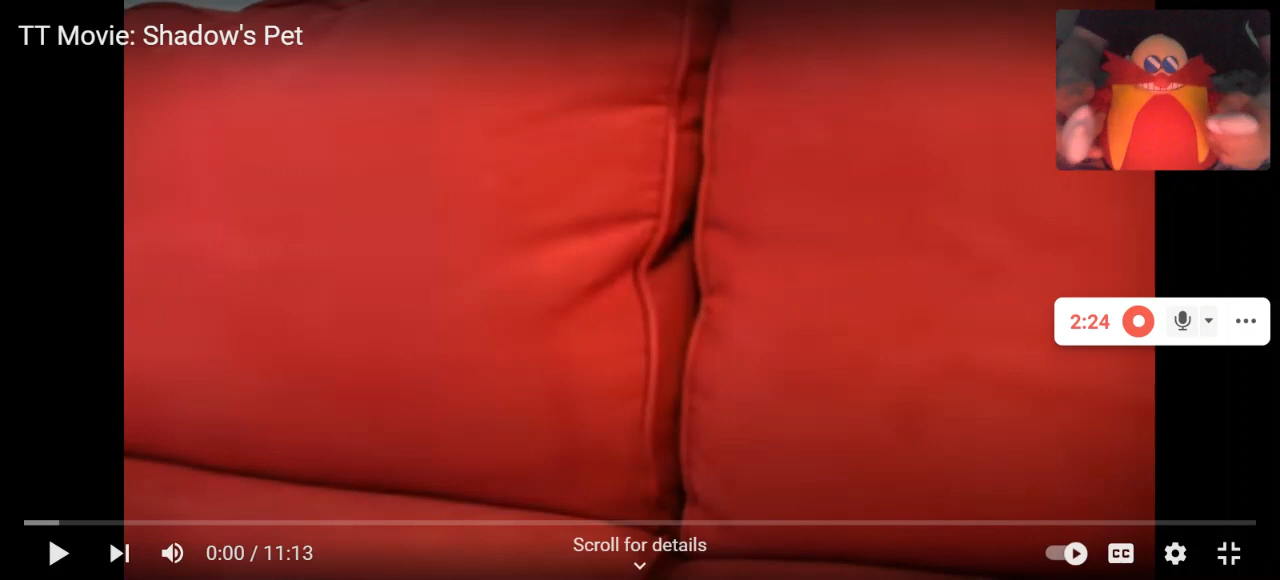 TT Movie: Shadow's Pet
2:24
Scroll for details
0:00 / 11:13
CC